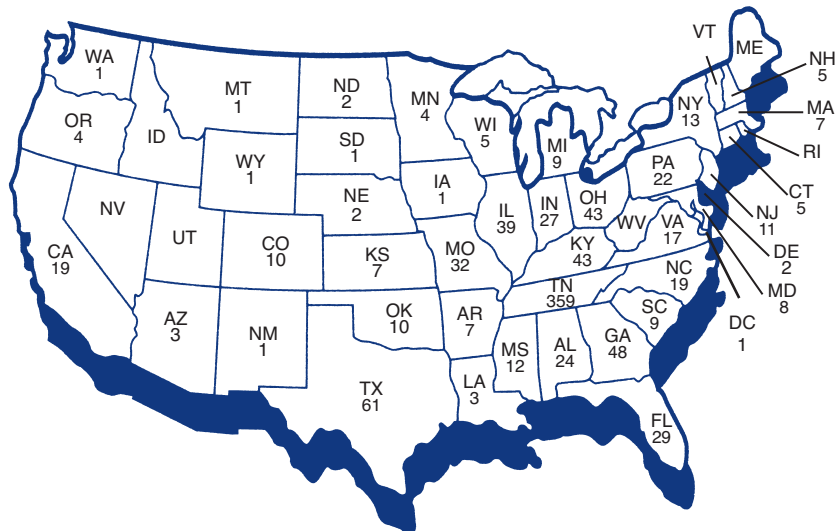 WA
1
OR
4
CA
19
NV
ID
MT
1
WY
1
UT
AZ
3
CO
10
NM
1
ND
2
SD
1
NE
2
KS
7
OK
10
TX
61
MN
4
IA
1
MO
32
AR
7
LA
3
WI
5
IL
39
MI
9
IN
27
OH
43
KY
43
TN
359
MS
12
AL
24
GA
48
FL
29
SC
9
NC
19
VA
17
WV
PA
22
NY
13
VT
ME
NH
5
MA
7
RI
CT
5
NJ
11
DE
2
MD
8
DC
1